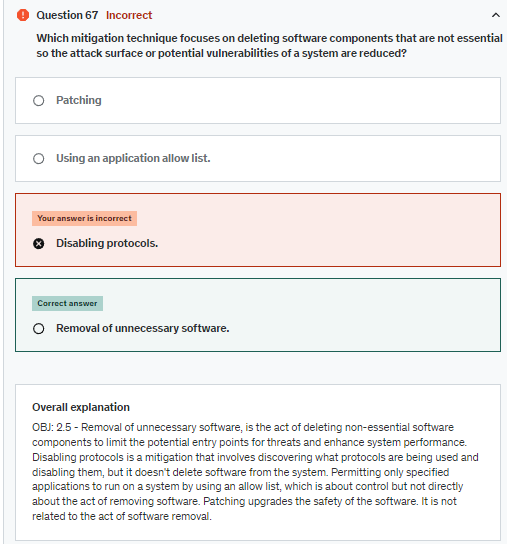 Question 67 Incorrect
Which mitigation technique focuses on deleting software components that are not essential
so the attack surface or potential vulnerabilities of a system are reduced?
Patching
Using an application allow list.
Your answer is incorrect
Disabling protocols.
Correct answer
Removal of unnecessary software.
Overall explanation
OBJ: 2.5 - Removal of unnecessary software, is the act of deleting non-essential software
components to limit the potential entry points for threats and enhance system performance.
Disabling protocols is a mitigation that involves discovering what protocols are being used and
disabling them, but it doesn't delete software from the system. Permitting only specified
applications to run on a system by using an allow list, which is about control but not directly
about the act of removing software. Patching upgrades the safety of the software. It is not
related to the act of software removal.